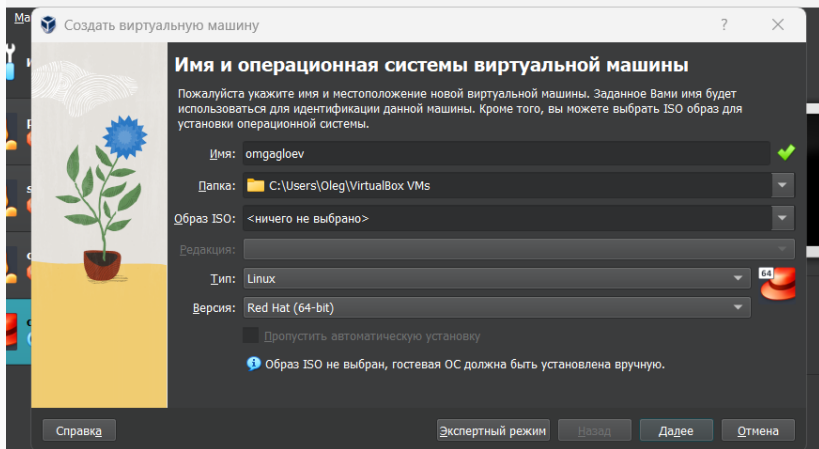 Ма
Создать виртуальную машину
Имя и операционная системы виртуальной машины
Пожалуйста укажите имя и местоположение новой виртуальной машины. Заданное Вами имя будет
использоваться для идентификации данной машины. Кроме того, вы можете выбрать ISO образ для
установки операционной системы.
Имя: omgagloev
Папка: C:\Users\Oleg\VirtualBox VMs
Образ ISO: <ничего не выбрано>
Редакция:
Тип: Linux
64
Версия: Red Hat (64-bit)
Пропустить автоматическую установку
Образ ISO не выбран, гостевая ОС должна быть установлена вручную.
Справка Экспертный режим Назад Далее Отмена